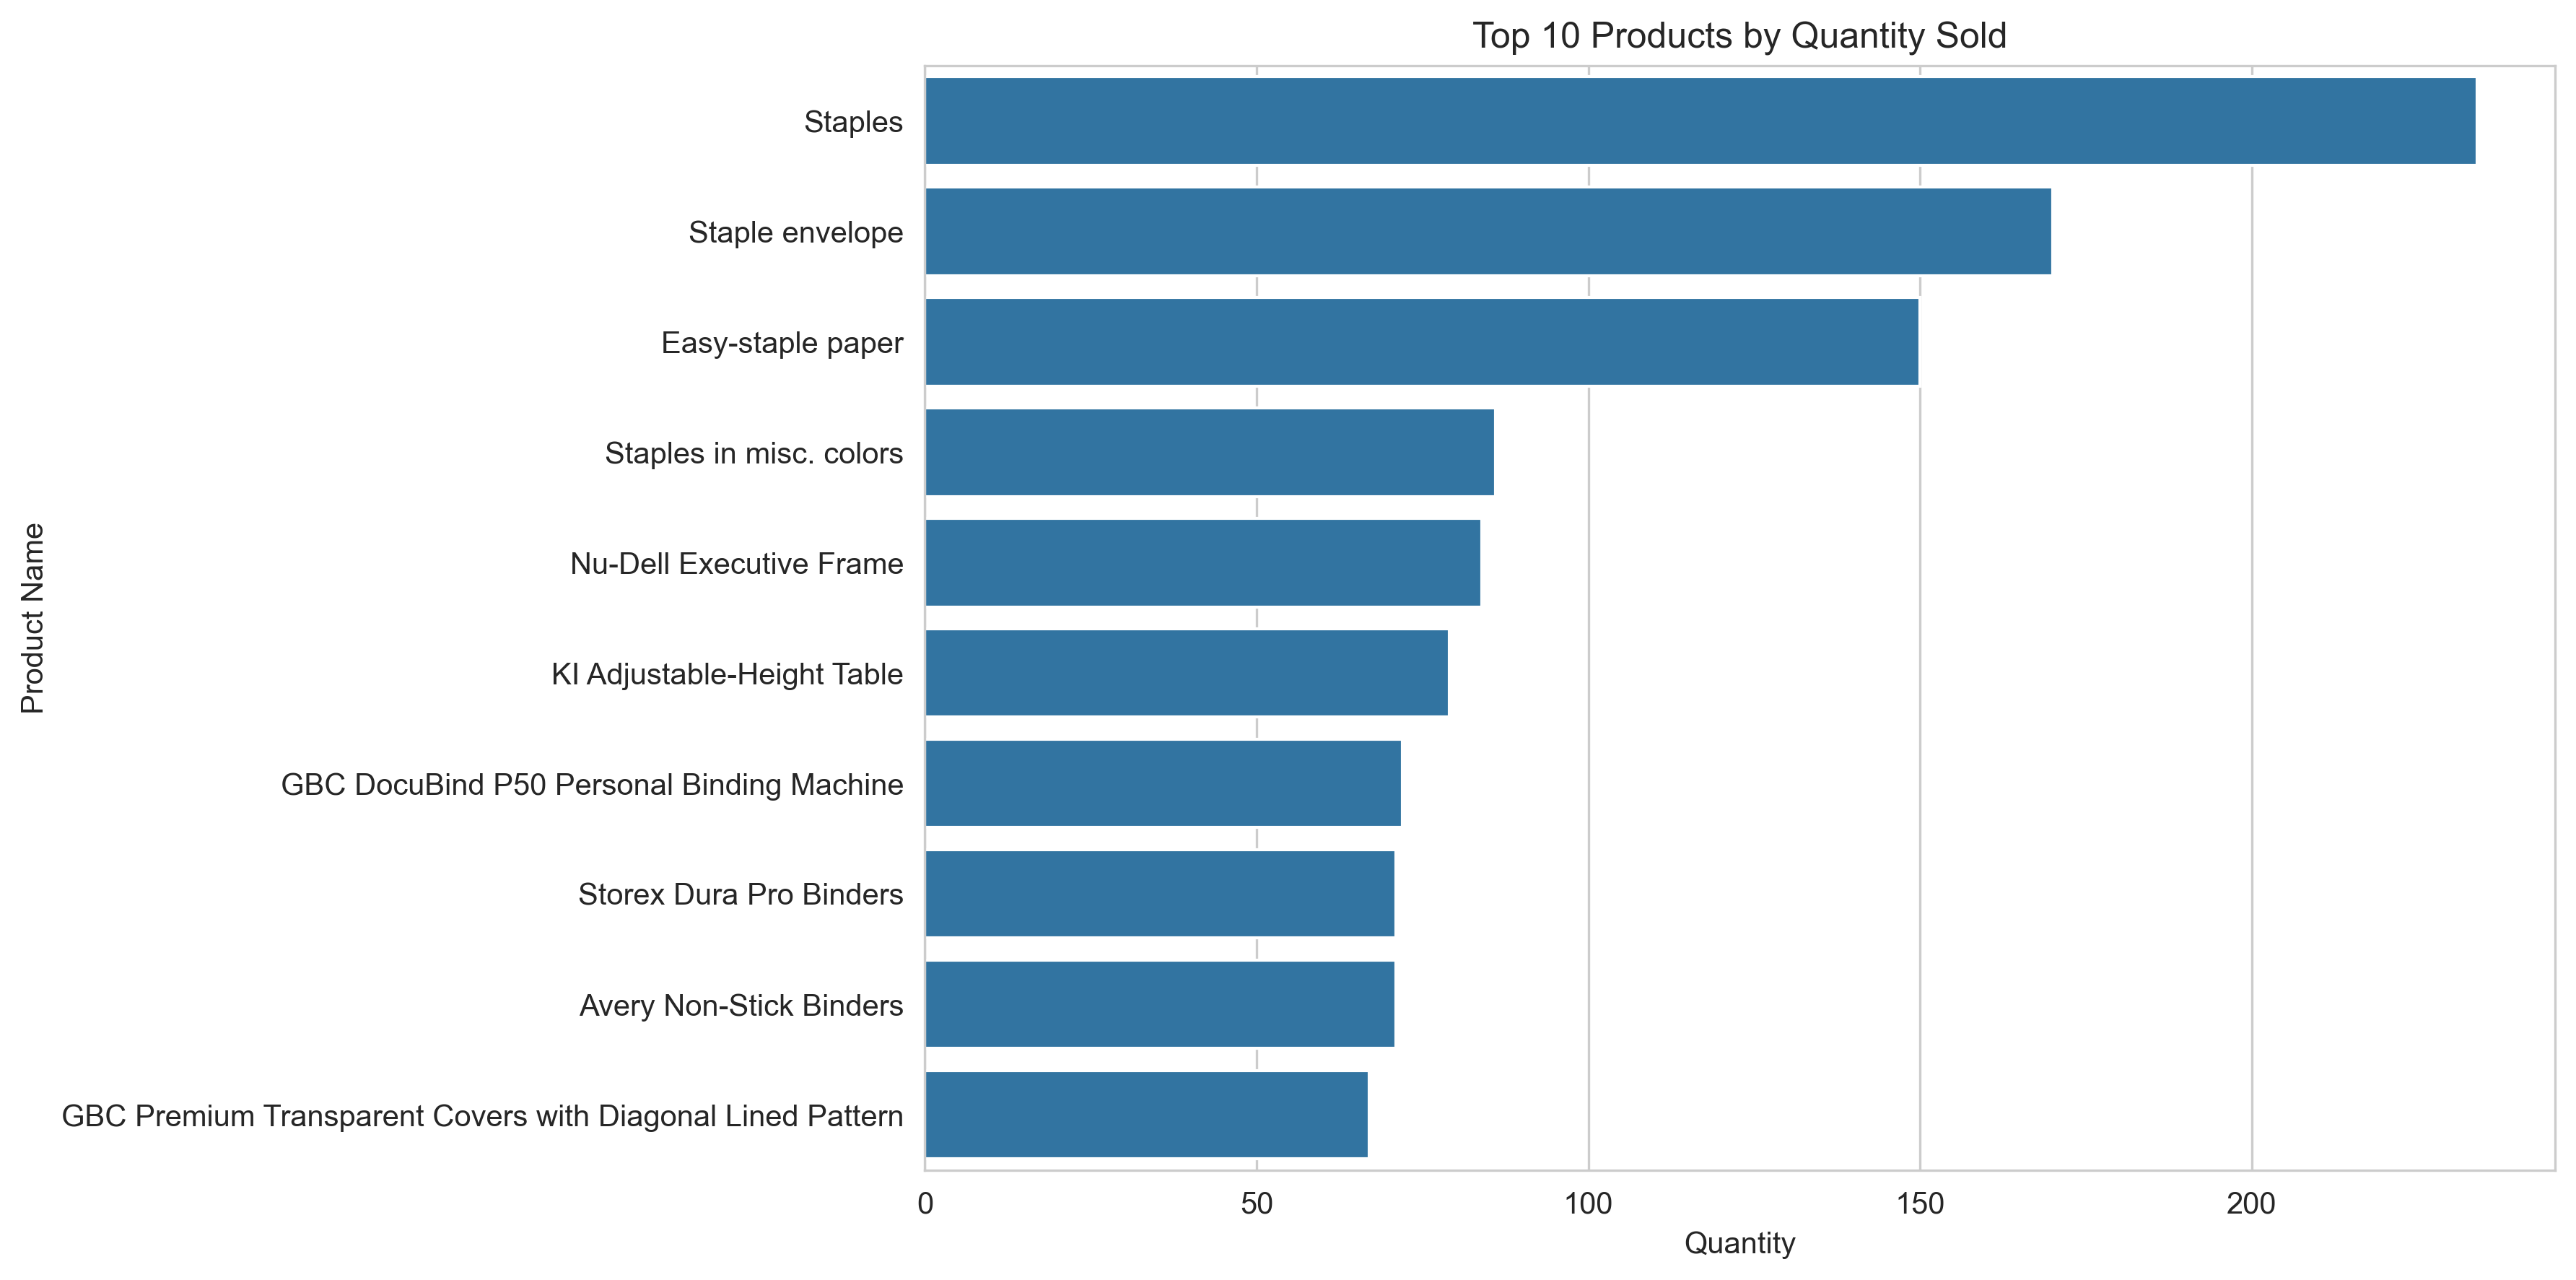 Top 10 Products by Quantity Sold
Product Name
Staples
Staple envelope
Easy-staple paper
Staples in misc. colors
Nu-Dell Executive Frame
KI Adjustable-Height Table
GBC DocuBind P50 Personal Binding Machine
Storex Dura Pro Binders
Avery Non-Stick Binders
GBC Premium Transparent Covers with Diagonal Lined Pattern
0 50 100 150 200
Quantity